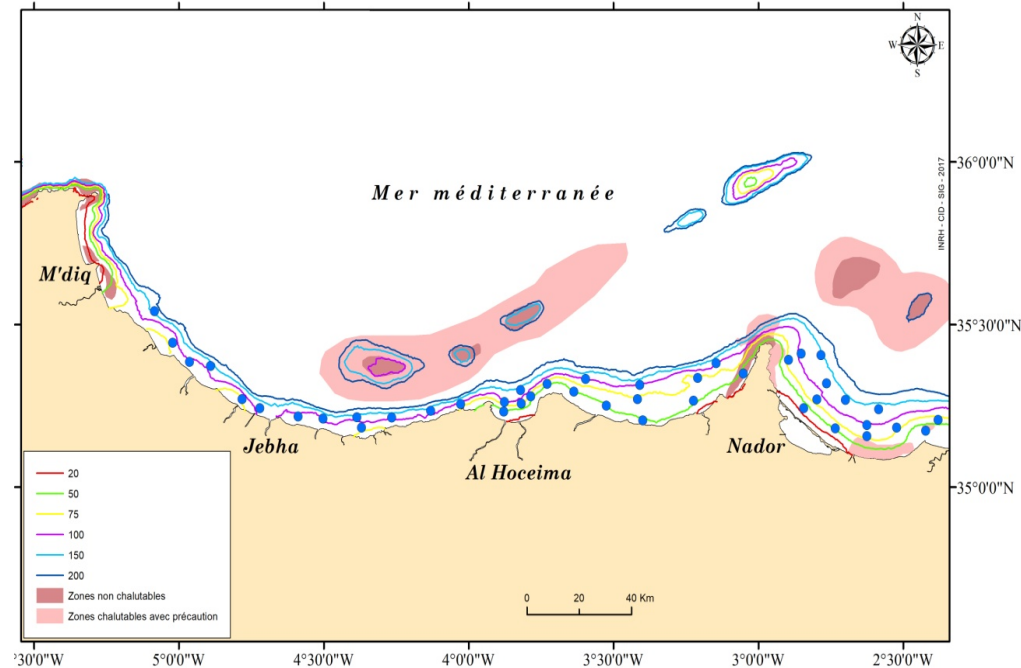 N
W E
S
36°0'0"N
Mer méditerranée
INRH - CID - SIG - 2017
M'diq
35°30'0"N
Jebha
Al Hoceima
Nador
35°0'0"N
20
50
75
100
150
200
Zones non chalutables
Zones chalutables avec précaution
0 20 40 Km
°30'0"W 5°0'0"W 4°30'0"W 4°0'0"W 3°30'0"W 3°0'0"W 2°30'0"W